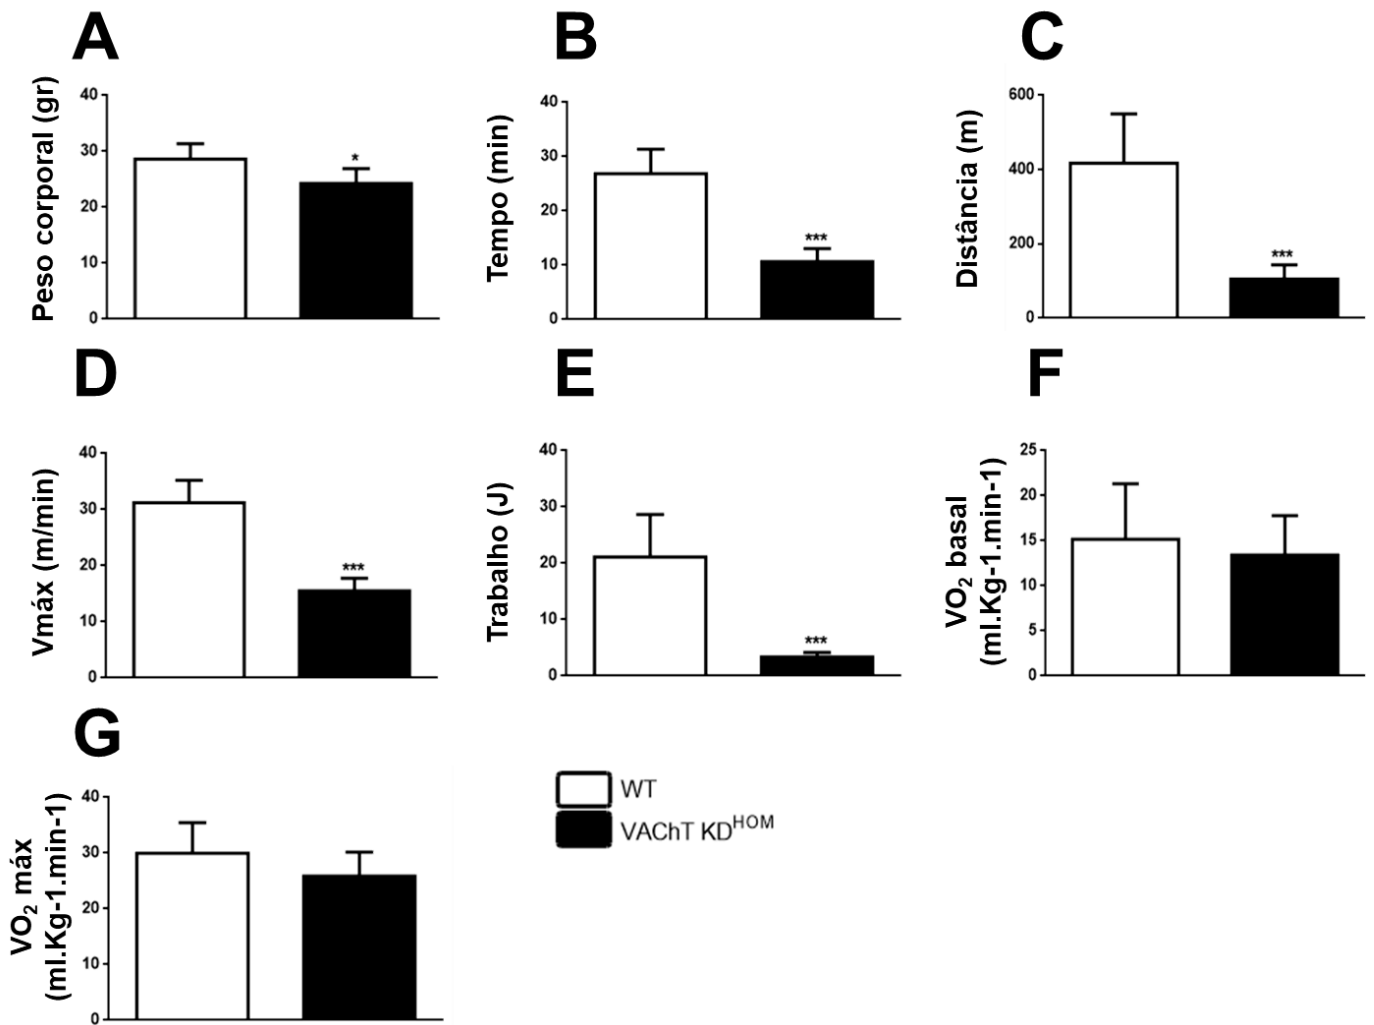 A
Peso corporal (gr)
40
30
20
10
0
*
B
Tempo (min)
40
30
20
10
0
***
C
Distância (m)
600
400
200
0
***
D
Vmáx (m/min)
40
30
20
10
0
***
E
Trabalho (J)
40
30
20
10
0
***
F
VO₂ basal
(ml.Kg-1.min-1)
25
20
15
10
5
0
G
VO₂ máx
(ml.Kg-1.min-1)
40
30
20
10
0
WT
VAChT KDᴴᴼᴹ